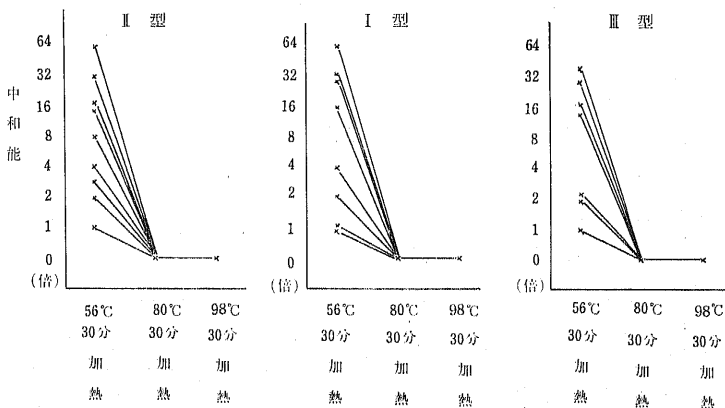 II 型
I 型
III 型
中和能
64
32
16
8
4
2
1
0
(倍)
64
32
16
8
4
2
1
0
(倍)
64
32
16
8
4
2
1
0
(倍)
56℃ 80℃ 98℃
30分 30分 30分
加 加 加
熱 熱 熱
56℃ 80℃ 98℃
30分 30分 30分
加 加 加
熱 熱 熱
56℃ 80℃ 98℃
30分 30分 30分
加 加 加
熱 熱 熱